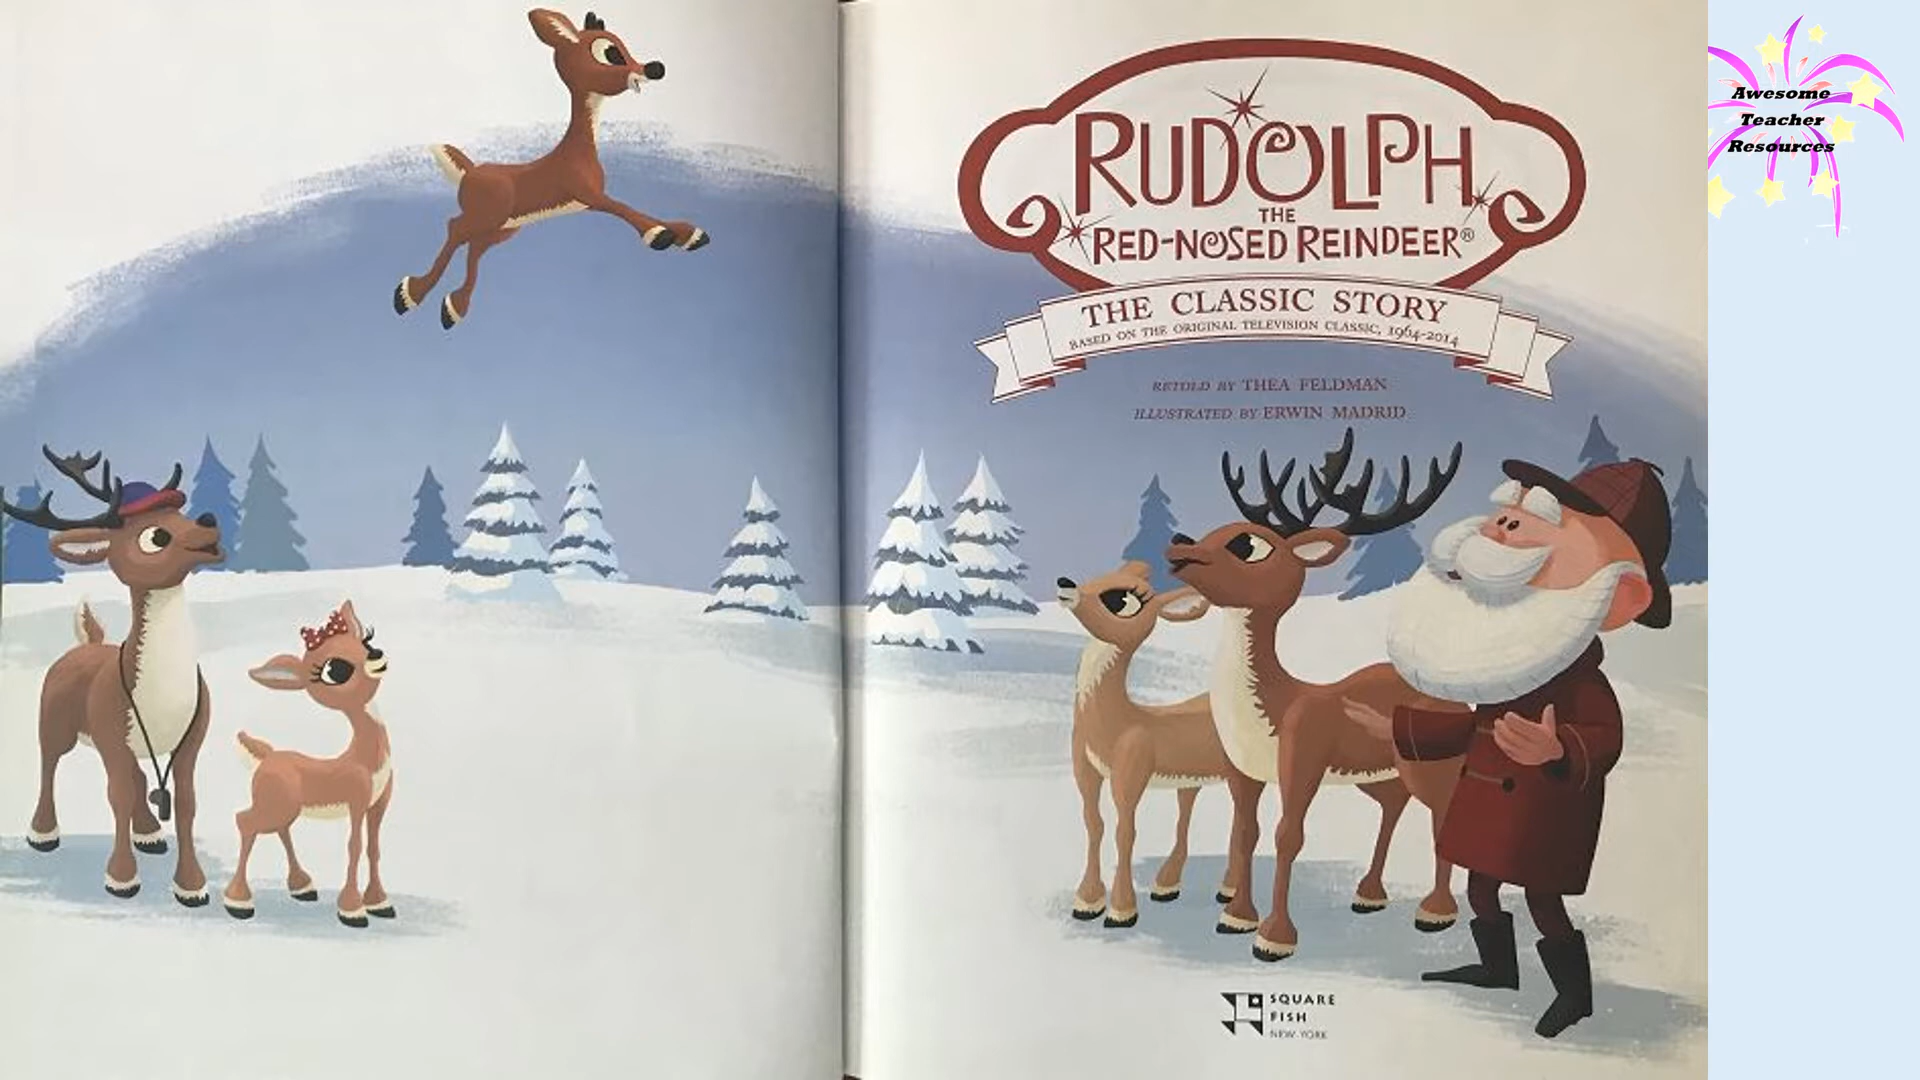 RUDOLPH
THE
RED-NOSED REINDEER®
THE CLASSIC STORY
BASED ON THE ORIGINAL TELEVISION CLASSIC, 1964-2014
RETOLD BY THEA FELDMAN
ILLUSTRATED BY ERWIN MADRID
SQUARE
FISH
NEW YORK
Awesome
Teacher
Resources